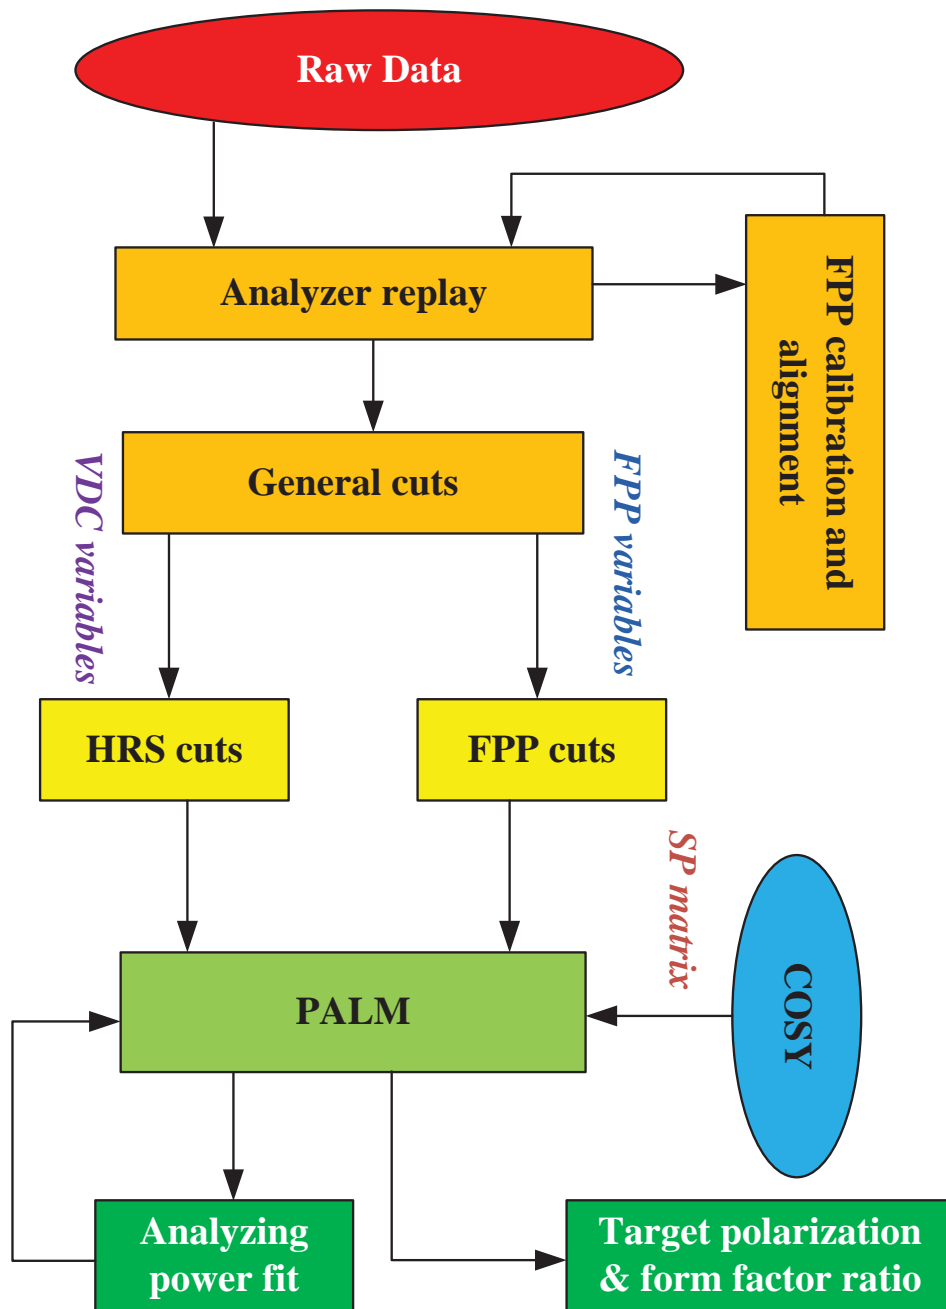 Raw Data
Analyzer replay
FPP calibration and
alignment
General cuts
VDC variables
FPP variables
HRS cuts
FPP cuts
SP matrix
PALM
COSY
Analyzing
power fit
Target polarization
& form factor ratio